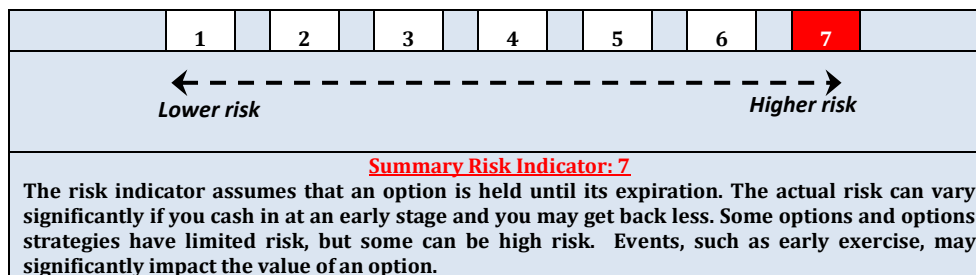 1 2 3 4 5 6 7
Lower risk Higher risk
Summary Risk Indicator: 7
The risk indicator assumes that an option is held until its expiration. The actual risk can vary
significantly if you cash in at an early stage and you may get back less. Some options and options
strategies have limited risk, but some can be high risk. Events, such as early exercise, may
significantly impact the value of an option.